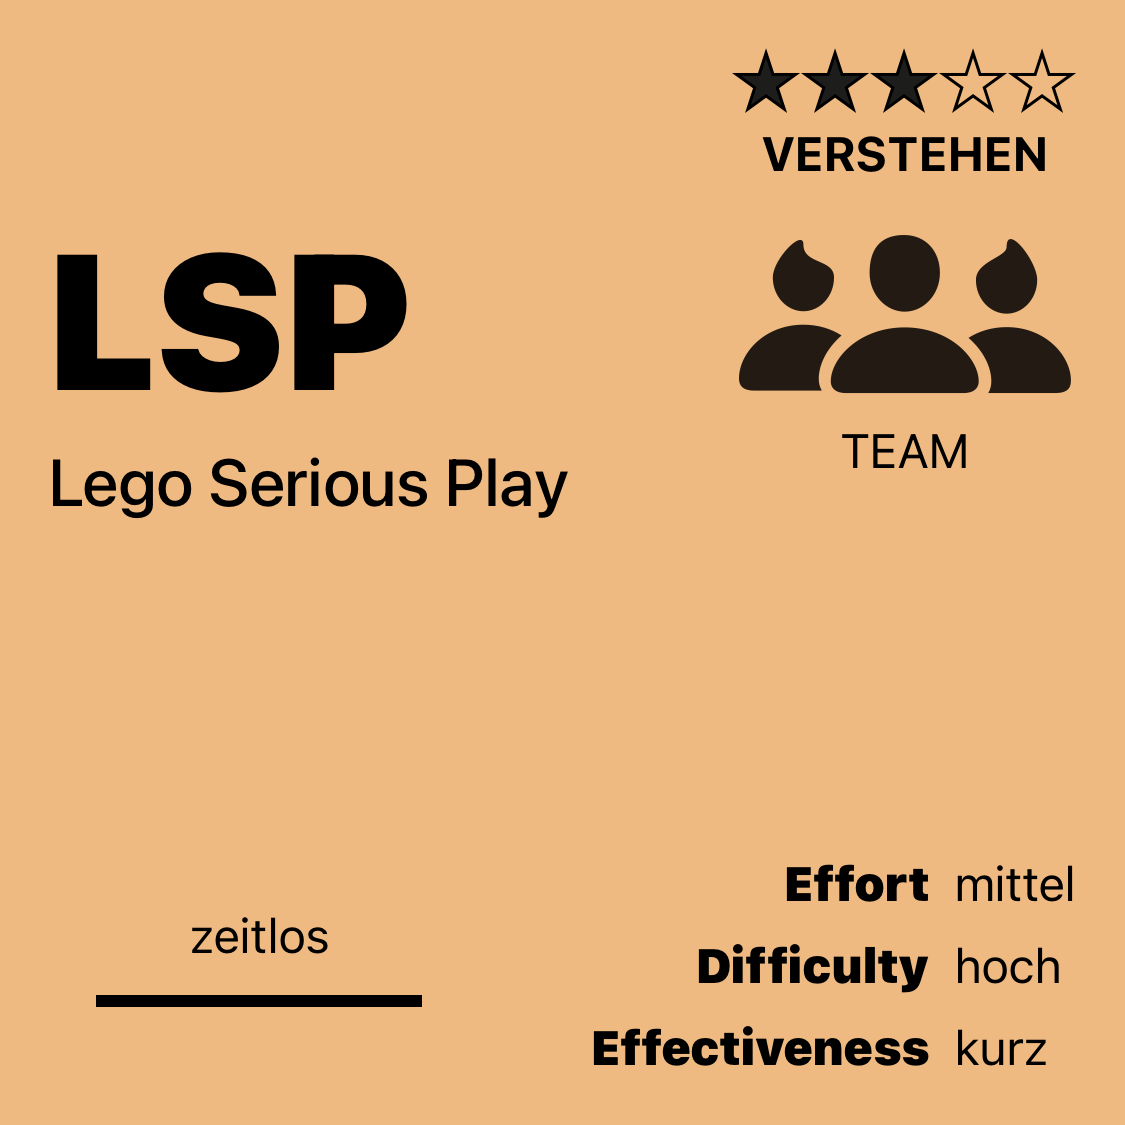 ★★★☆☆
VERSTEHEN
LSP
Lego Serious Play
TEAM
zeitlos
Effort mittel
Difficulty hoch
Effectiveness kurz